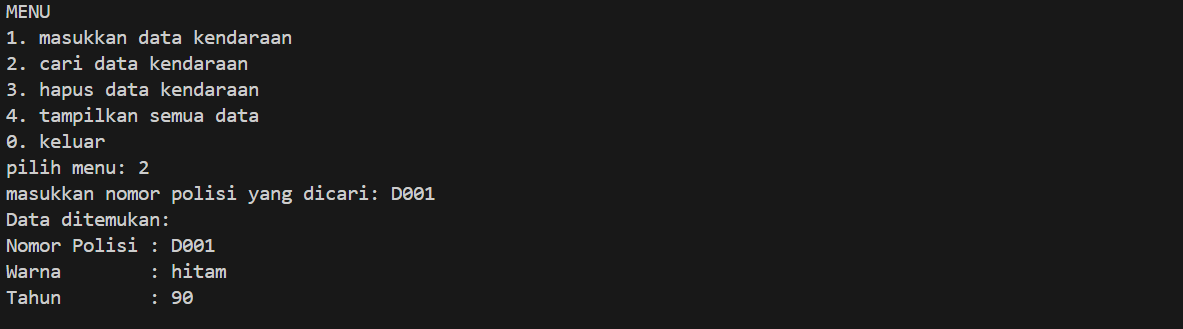 MENU
1. masukkan data kendaraan
2. cari data kendaraan
3. hapus data kendaraan
4. tampilkan semua data
0. keluar
pilih menu: 2
masukkan nomor polisi yang dicari: D001
Data ditemukan:
Nomor Polisi : D001
Warna        : hitam
Tahun        : 90